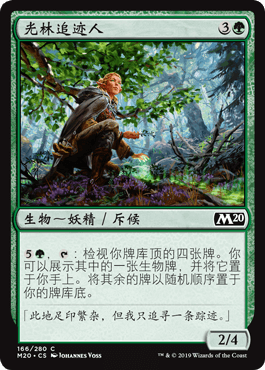 光林追迹人 3
生物～妖精／斥候 M20
5，：检视你牌库顶的四张牌。你
可以展示其中的一张生物牌，并将它置
于你手上。将其余的牌以随机顺序置于
你的牌库底。
「此地足印繁杂，但我只追寻一条踪迹。」
2/4
166/280 C
M20 • CS Johannes Voss
™ & © 2019 Wizards of the Coast